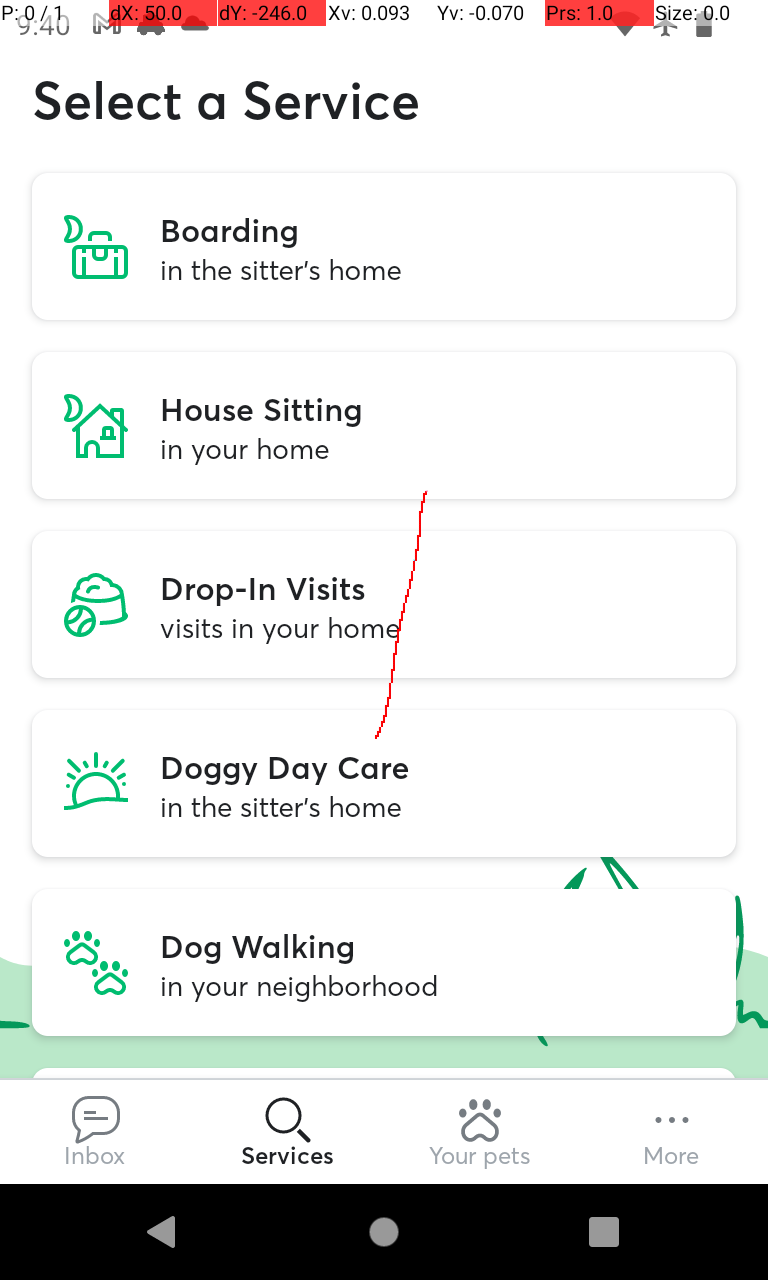 P: 0 / 1 dX: 50.0 dY: -246.0 Xv: 0.093 Yv: -0.070 Prs: 1.0 Size: 0.0
9:40
Select a Service
Boarding
in the sitter's home
House Sitting
in your home
Drop-In Visits
visits in your home
Doggy Day Care
in the sitter's home
Dog Walking
in your neighborhood
Inbox Services Your pets More